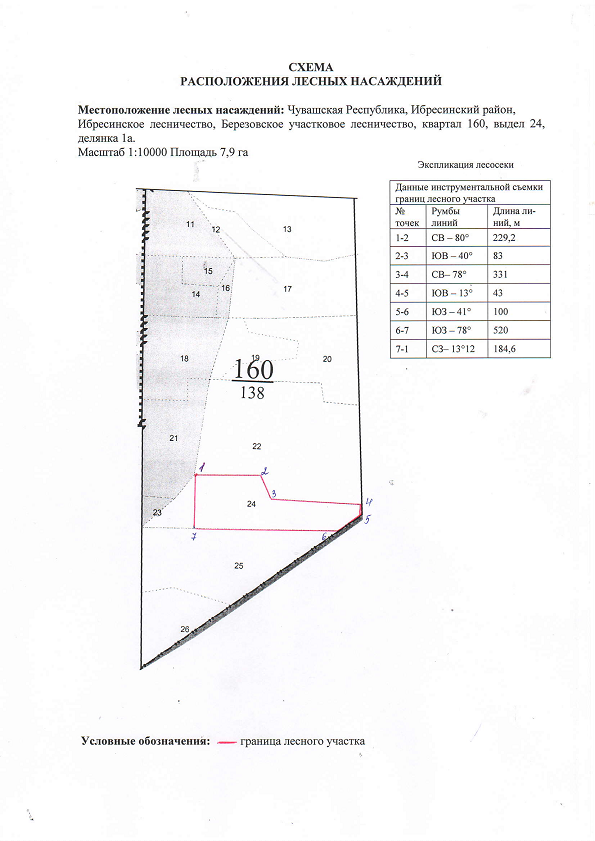 СХЕМА
РАСПОЛОЖЕНИЯ ЛЕСНЫХ НАСАЖДЕНИЙ
Местоположение лесных насаждений: Чувашская Республика, Ибресинский район,
Ибресинское лесничество, Березовское участковое лесничество, квартал 160, выдел 24,
делянка 1а.
Масштаб 1:10000 Площадь 7,9 га
Экспликация лесосеки
Данные инструментальной съемки
границ лесного участка
№ точек Румбы линий Длина ли-
ний, м
1-2 СВ – 80° 229,2
2-3 ЮВ – 40° 83
3-4 СВ– 78° 331
4-5 ЮВ – 13° 43
5-6 ЮЗ – 41° 100
6-7 ЮЗ – 78° 520
7-1 СЗ– 13°12 184,6
11
12
13
15
14
16
17
18
19
20
160
138
21
22
1
2
3
4
5
6
7
23
24
25
26
Условные обозначения: граница лесного участка